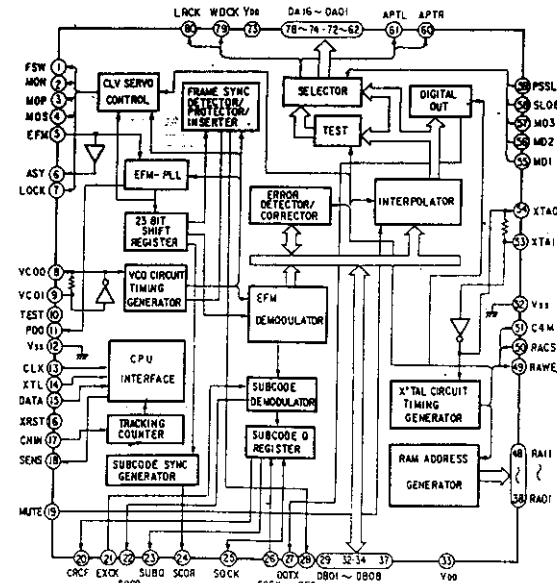 LRCK WDCK VDD DA16~DA01 APTL APTR
80 79 73 78~74·72~62 61 60
FSW 1
MON 2
MDP 3
MDS 4
EFM 5
ASY 6
LOCK 7
VCOO 8
VCOI 9
TEST 10
PDO 11
Vss 12
CLX 13
XTL 14
DATA 15
XRST 16
CNIN 17
SENS 18
MUTE 19
CLV SERVO CONTROL
FRAME SYNC DETECTOR/ PROTECTOR/ INSERTER
SELECTOR
DIGITAL OUT
TEST
EFM-PLL
ERROR DETECTOR/ CORRECTOR
INTERPOLATOR
23 BIT SHIFT REGISTER
VCO CIRCUIT TIMING GENERATOR
EFM DEMODULATOR
CPU INTERFACE
SUBCODE DEMODULATOR
X'TAL CIRCUIT TIMING GENERATOR
TRACKING COUNTER
SUBCODE Q REGISTER
SUBCODE SYNC GENERATOR
RAM ADDRESS GENERATOR
59 PSSL
58 SLOB
57 MD3
56 MD2
55 MD1
54 XTAO
53 XTAI
52 Vss
51 C4M
50 RACS
49 RAWE
48 RA11
38 RA01
20 21 22 23 24 25 26 27 28 29 32-34 37 33
CRCF EXCK SUBQ SCOR SQCK DOTX DB01~DB08 VDD